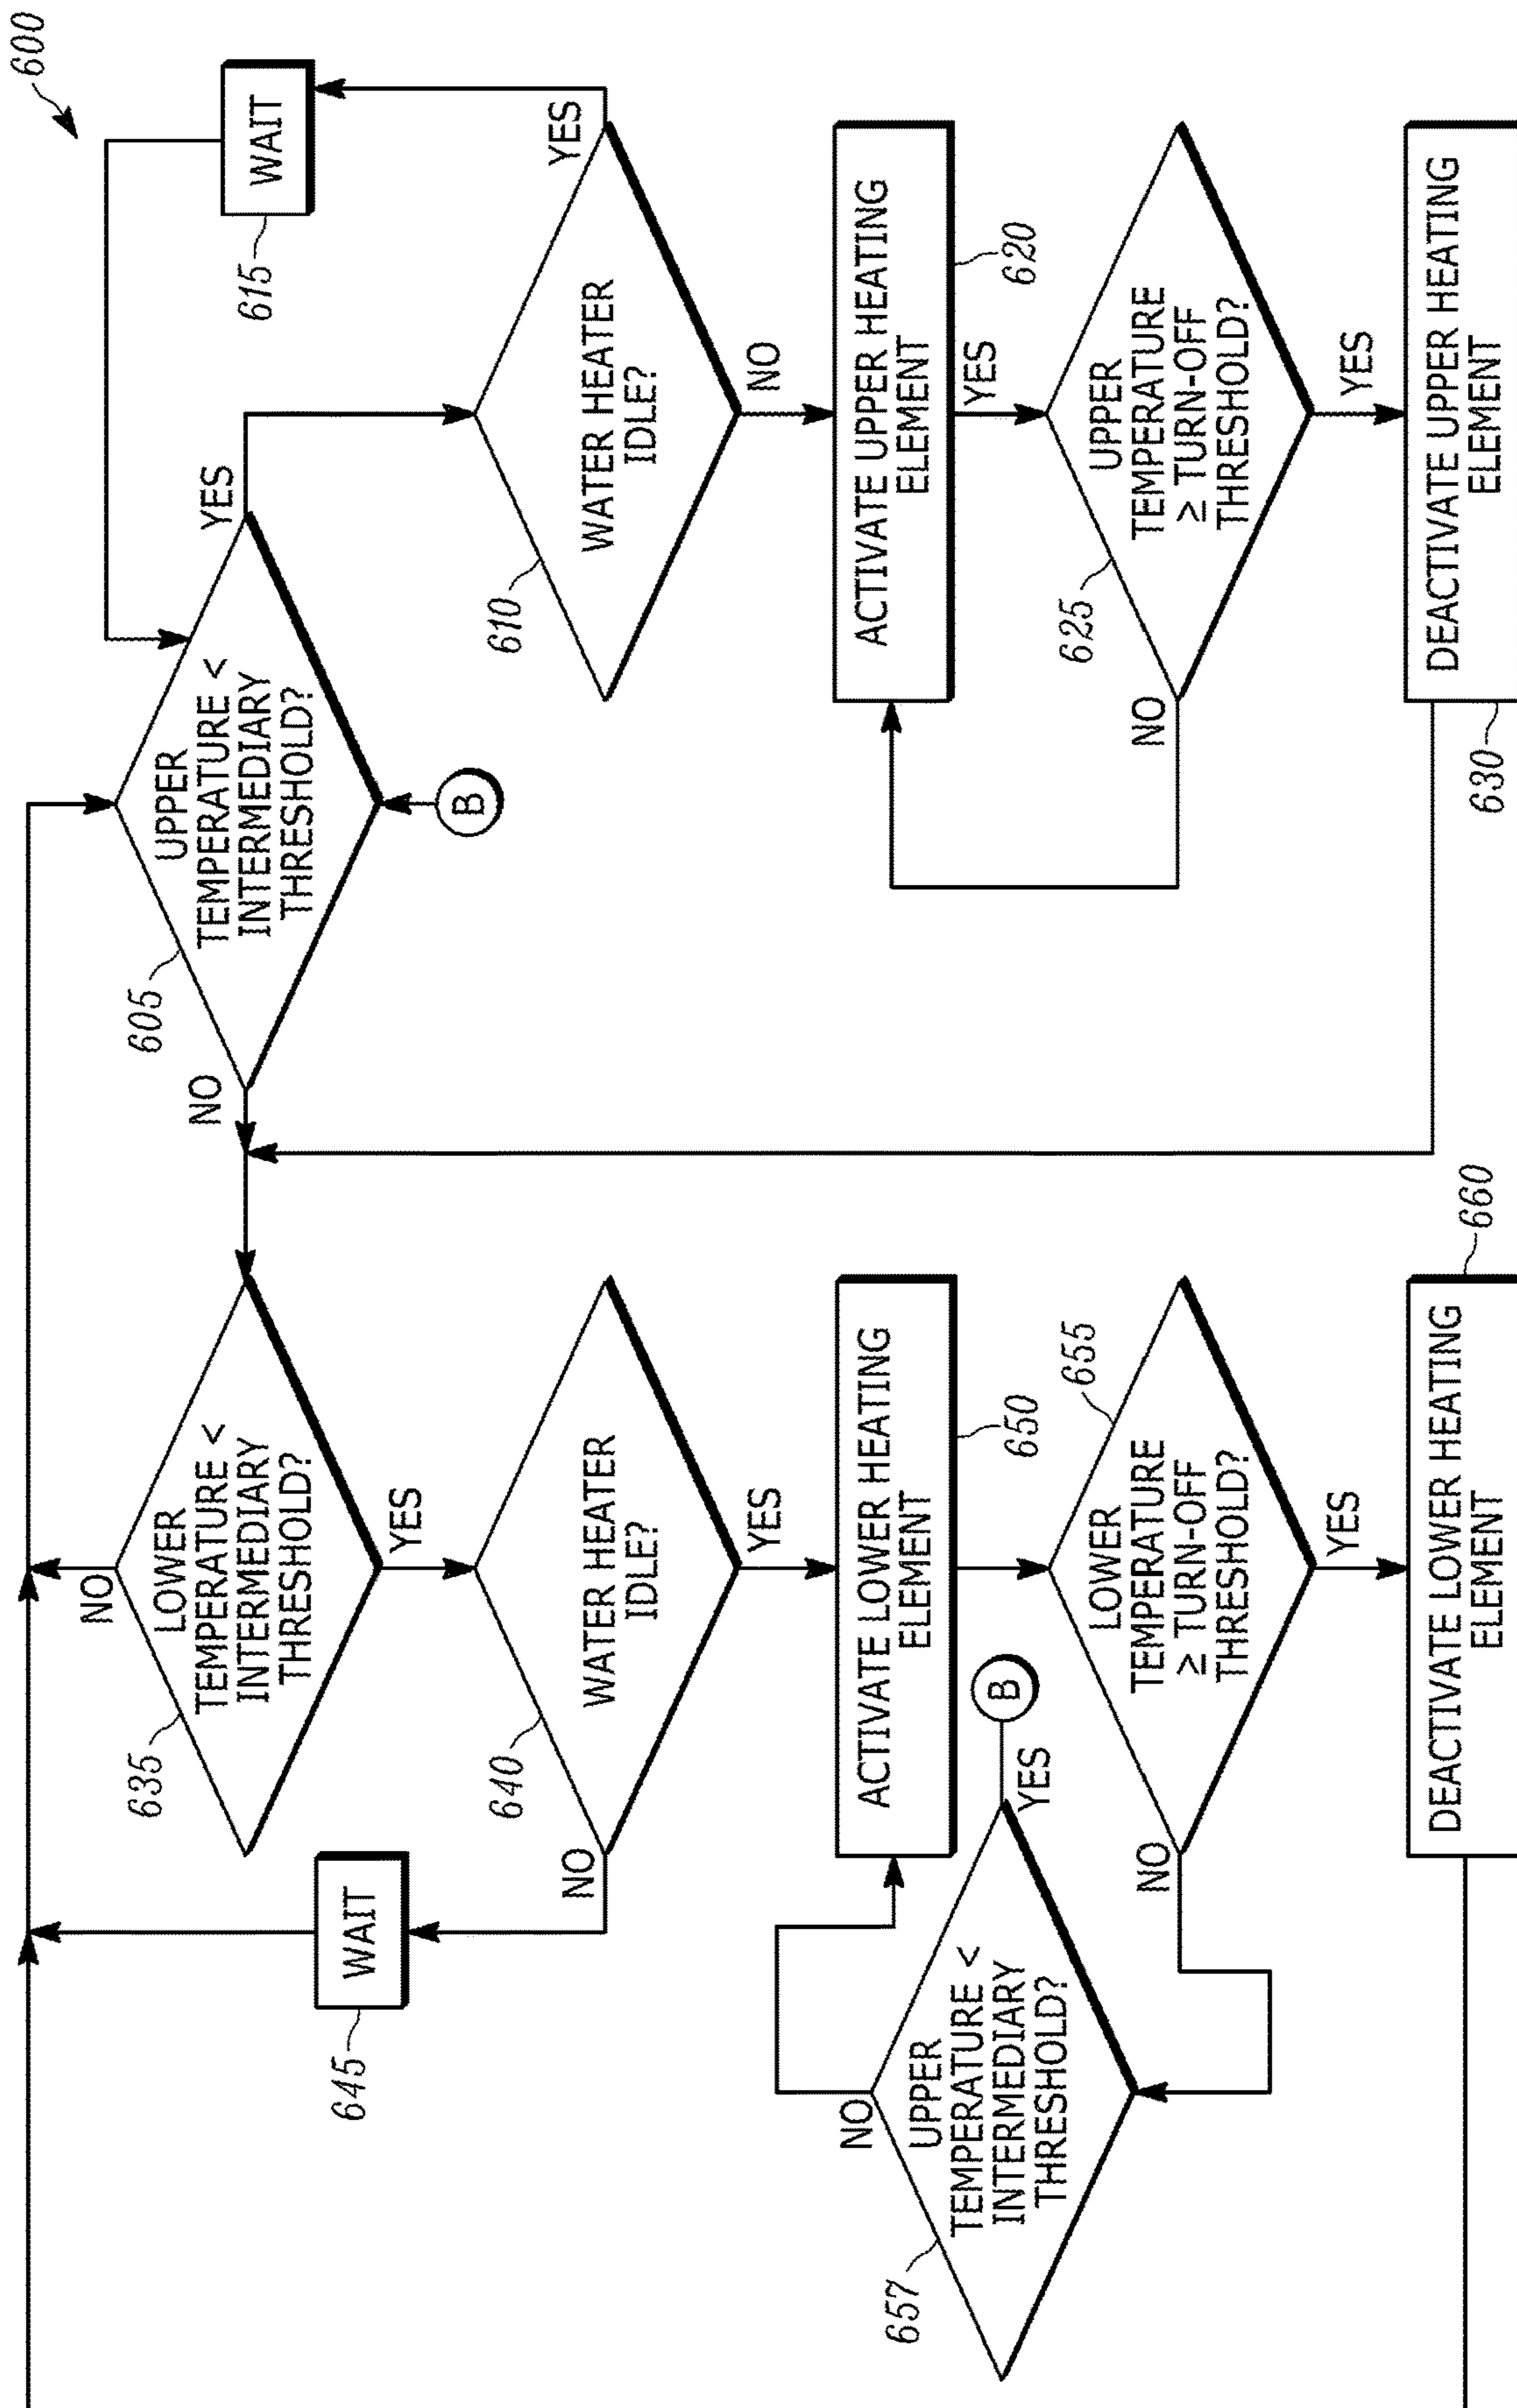 600
UPPER
TEMPERATURE <
INTERMEDIARY
THRESHOLD?
605
YES
NO
B
WAIT
615
WATER HEATER
IDLE?
610
YES
NO
ACTIVATE UPPER HEATING
ELEMENT
620
YES
UPPER
TEMPERATURE
≥ TURN-OFF
THRESHOLD?
625
NO
YES
DEACTIVATE UPPER HEATING
ELEMENT
630
LOWER
TEMPERATURE <
INTERMEDIARY
THRESHOLD?
635
NO
YES
WATER HEATER
IDLE?
640
NO
YES
WAIT
645
ACTIVATE LOWER HEATING
ELEMENT
650
LOWER
TEMPERATURE
≥ TURN-OFF
THRESHOLD?
655
NO
YES
UPPER
TEMPERATURE <
INTERMEDIARY
THRESHOLD?
657
NO
YES
B
DEACTIVATE LOWER HEATING
ELEMENT
660